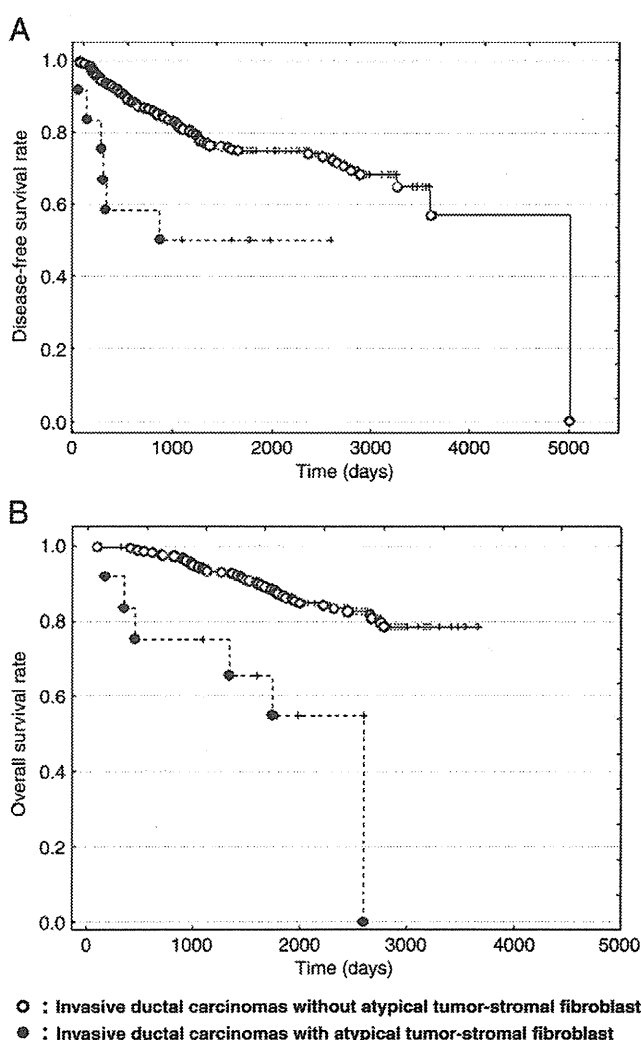 A
Disease-free survival rate
1.0
0.8
0.6
0.4
0.2
0.0
0 1000 2000 3000 4000 5000
Time (days)
B
Overall survival rate
1.0
0.8
0.6
0.4
0.2
0.0
0 1000 2000 3000 4000 5000
Time (days)
: Invasive ductal carcinomas without atypical tumor-stromal fibroblast
: Invasive ductal carcinomas with atypical tumor-stromal fibroblast